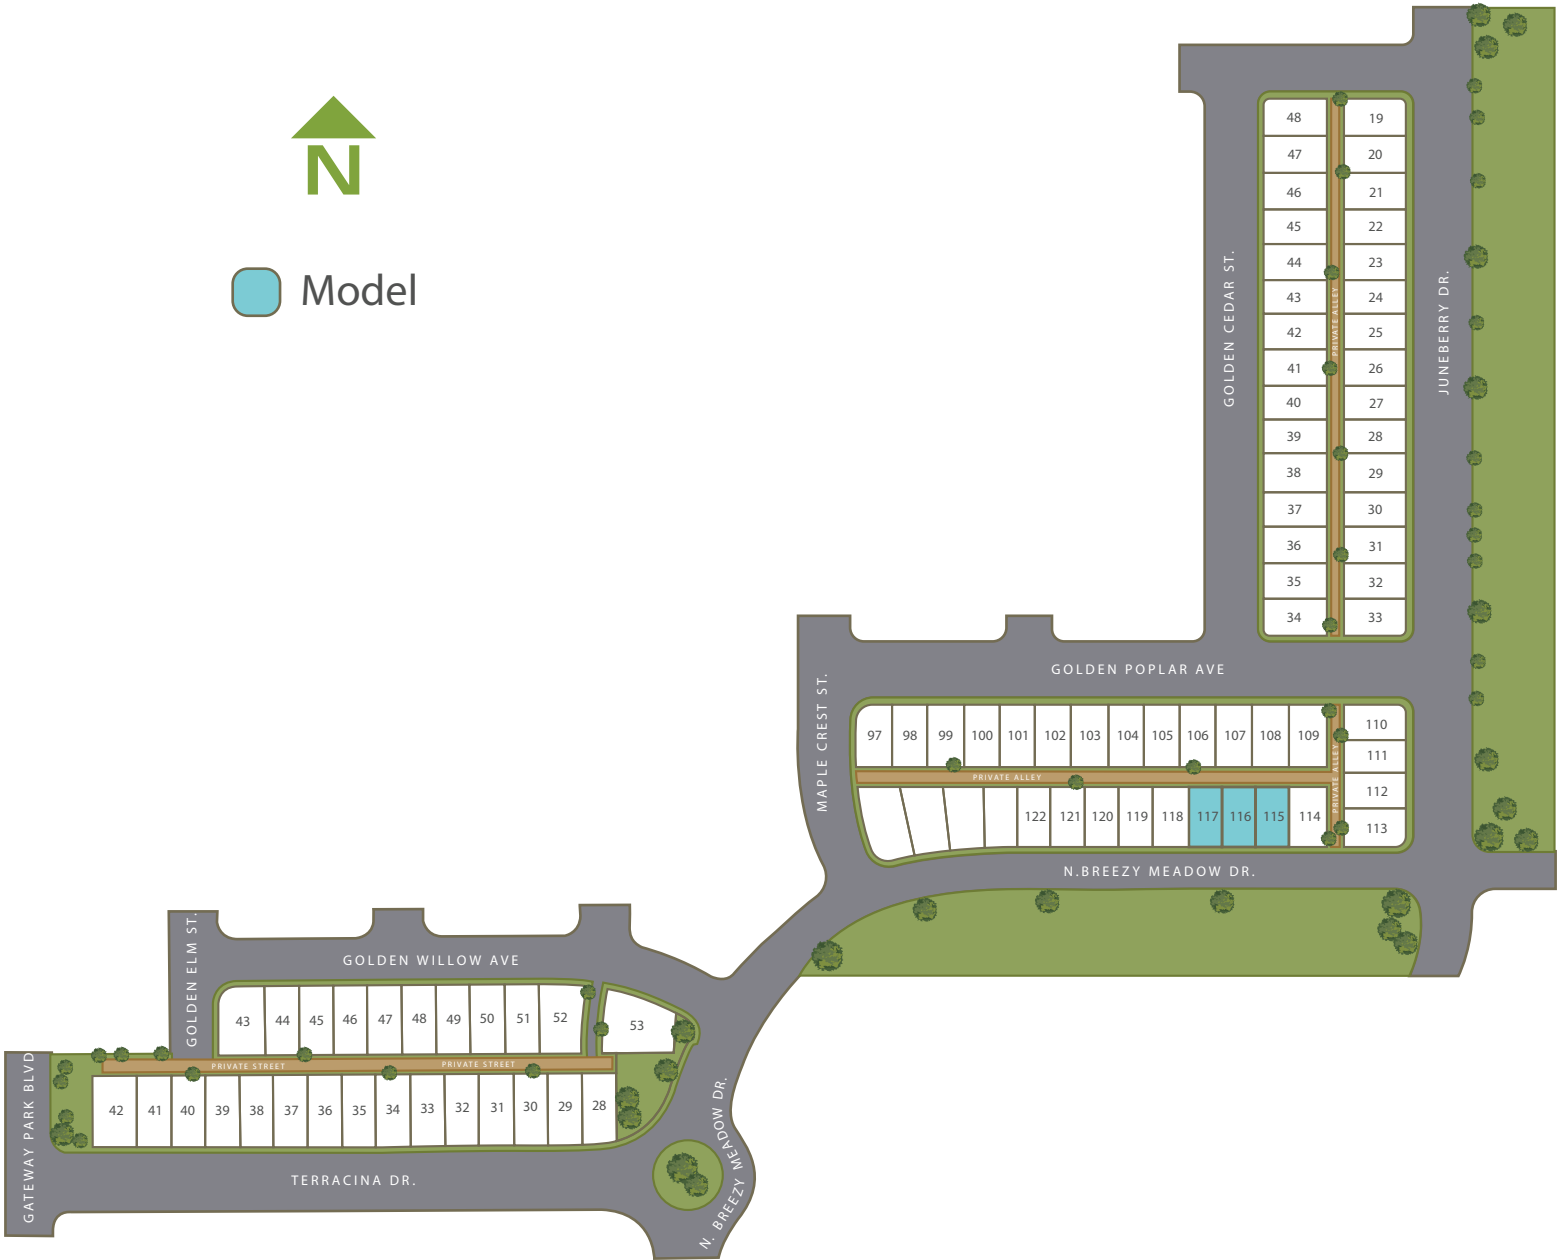 N
Model
48
19
47
20
46
21
45
22
44
23
43
24
42
25
41
26
40
27
39
28
38
29
37
30
36
31
35
32
34
33
PRIVATE ALLEY
GOLDEN CEDAR ST.
JUNEBERRY DR.
GOLDEN POPLAR AVE
MAPLE CREST ST.
97 98 99 100 101 102 103 104 105 106 107 108 109
110
111
112
113
PRIVATE ALLEY
PRIVATE ALLEY
122 121 120 119 118 117 116 115 114
N.BREEZY MEADOW DR.
GOLDEN ELM ST.
GOLDEN WILLOW AVE
43 44 45 46 47 48 49 50 51 52 53
PRIVATE STREET PRIVATE STREET
42 41 40 39 38 37 36 35 34 33 32 31 30 29 28
GATEWAY PARK BLVD
TERRACINA DR.
N. BREEZY MEADOW DR.